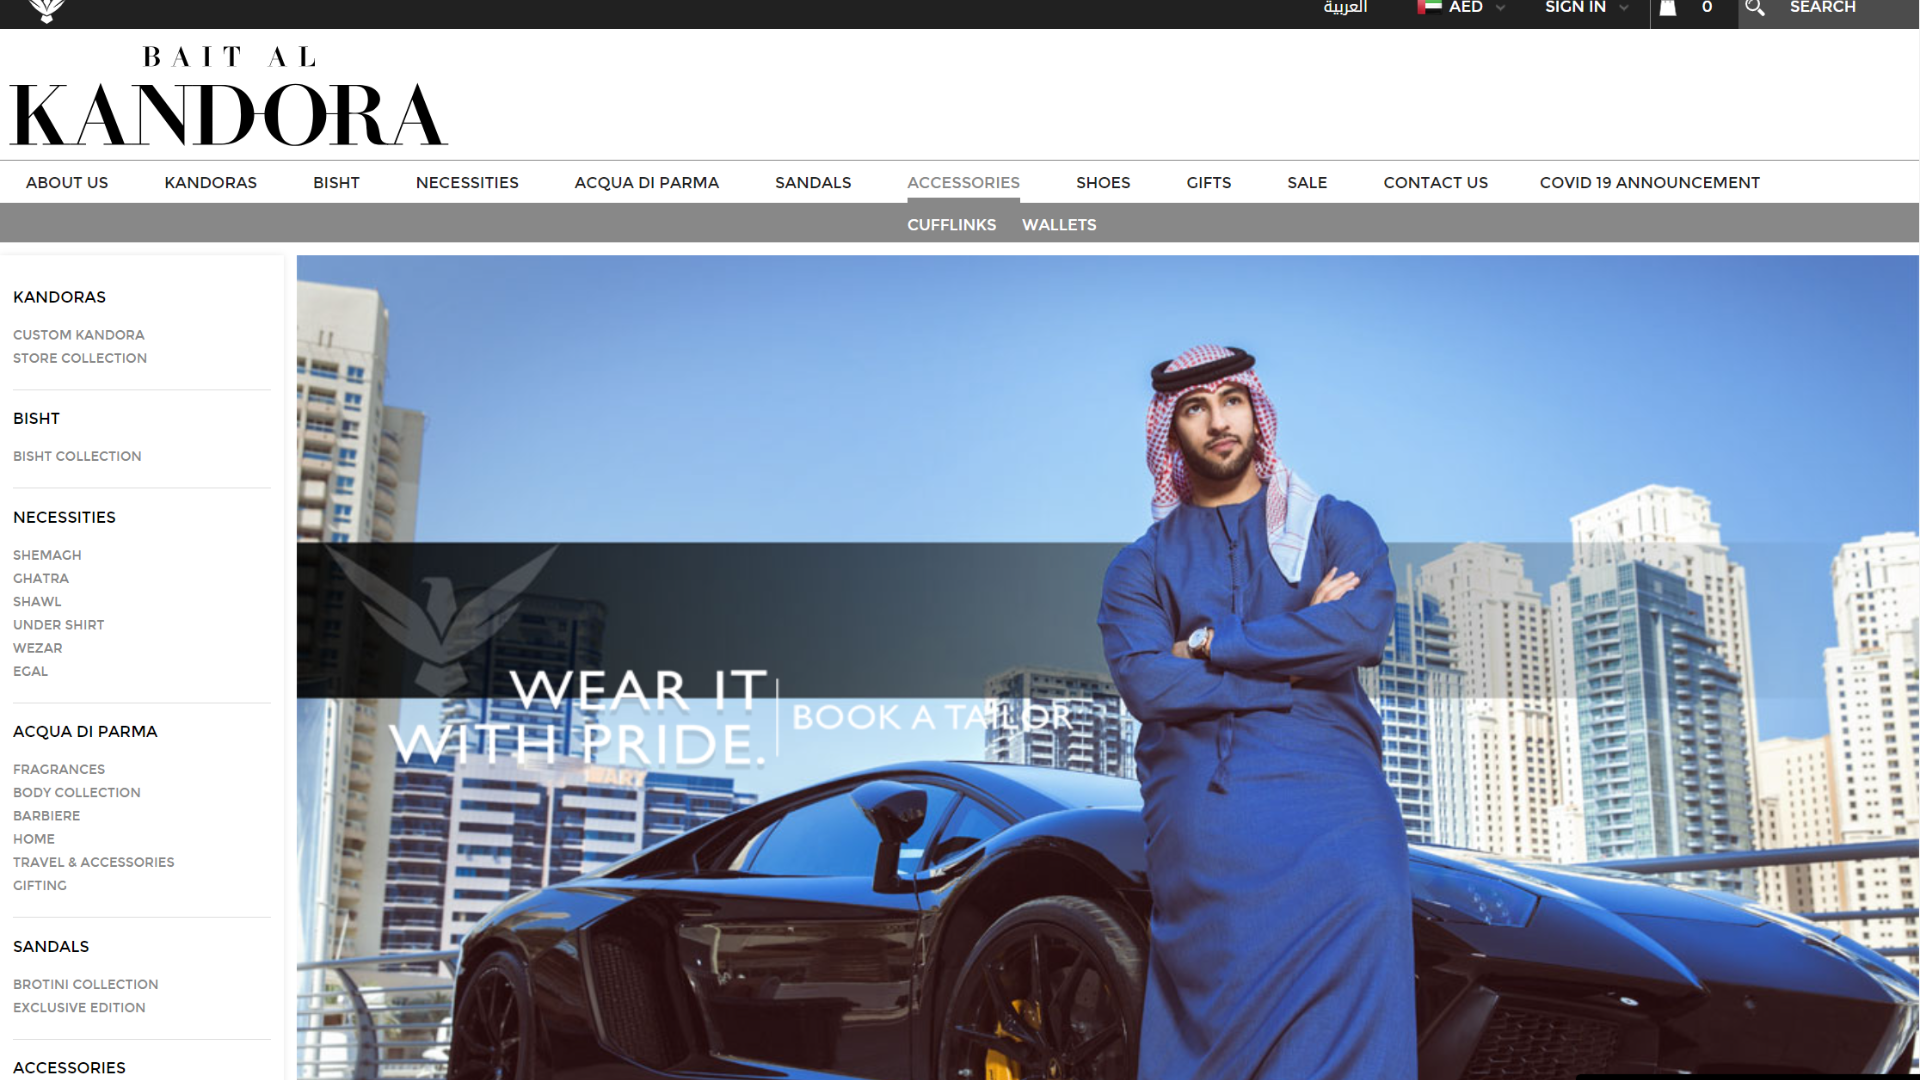 العربية AED SIGN IN 0 SEARCH
BAIT AL
KANDORA
ABOUT US KANDORAS BISHT NECESSITIES ACQUA DI PARMA SANDALS ACCESSORIES SHOES GIFTS SALE CONTACT US COVID 19 ANNOUNCEMENT
CUFFLINKS WALLETS
KANDORAS
CUSTOM KANDORA
STORE COLLECTION
BISHT
BISHT COLLECTION
NECESSITIES
SHEMAGH
GHATRA
SHAWL
UNDER SHIRT
WEZAR
EGAL
ACQUA DI PARMA
FRAGRANCES
BODY COLLECTION
BARBIERE
HOME
TRAVEL & ACCESSORIES
GIFTING
SANDALS
BROTINI COLLECTION
EXCLUSIVE EDITION
ACCESSORIES
WEAR IT
WITH PRIDE.
BOOK A TAILOR